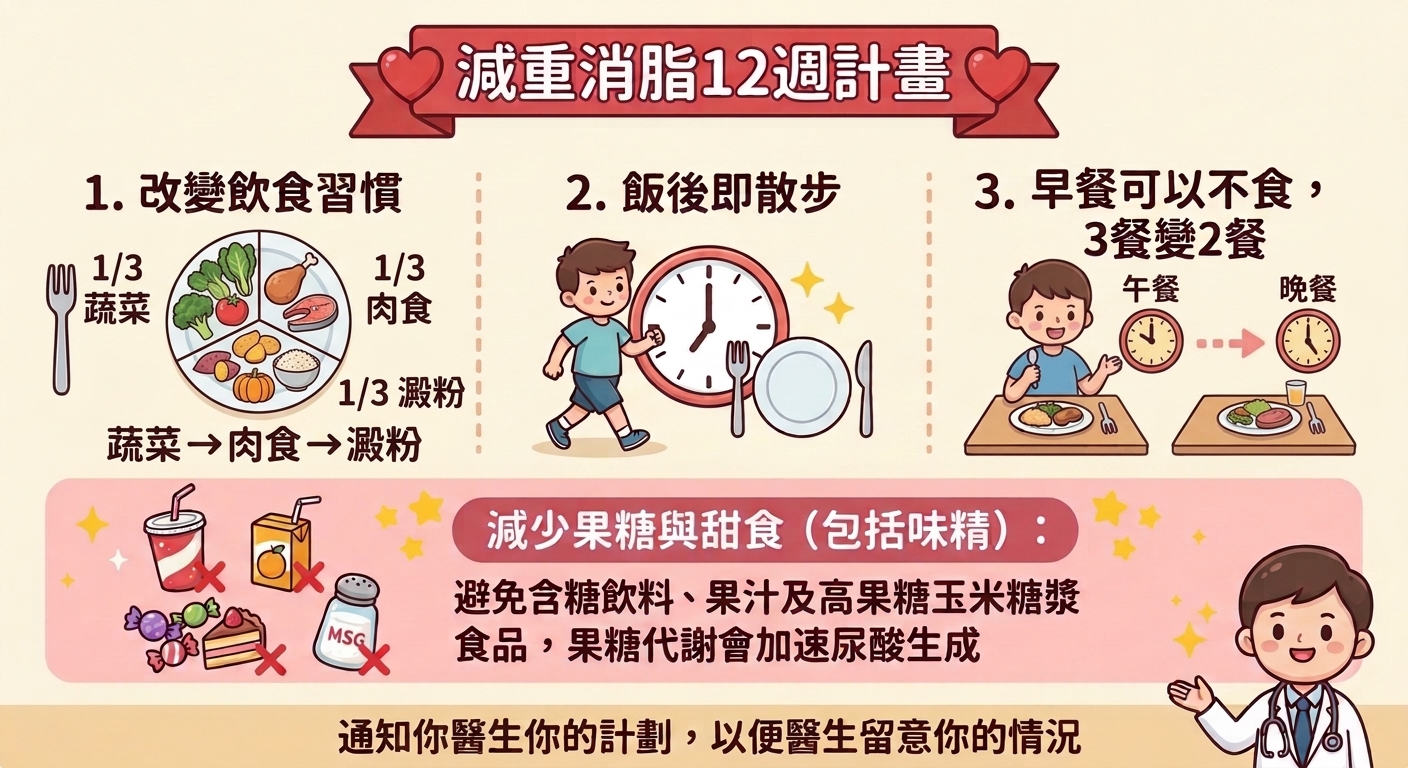 減重消脂12週計畫
1. 改變飲食習慣
1/3
蔬菜
1/3
肉食
1/3 澱粉
蔬菜→肉食→澱粉
2. 飯後即散步
3. 早餐可以不食，
3餐變2餐
午餐
晚餐
MSG
減少果糖與甜食（包括味精）：
避免含糖飲料、果汁及高果糖玉米糖漿
食品，果糖代謝會加速尿酸生成
通知你醫生你的計劃，以便醫生留意你的情況